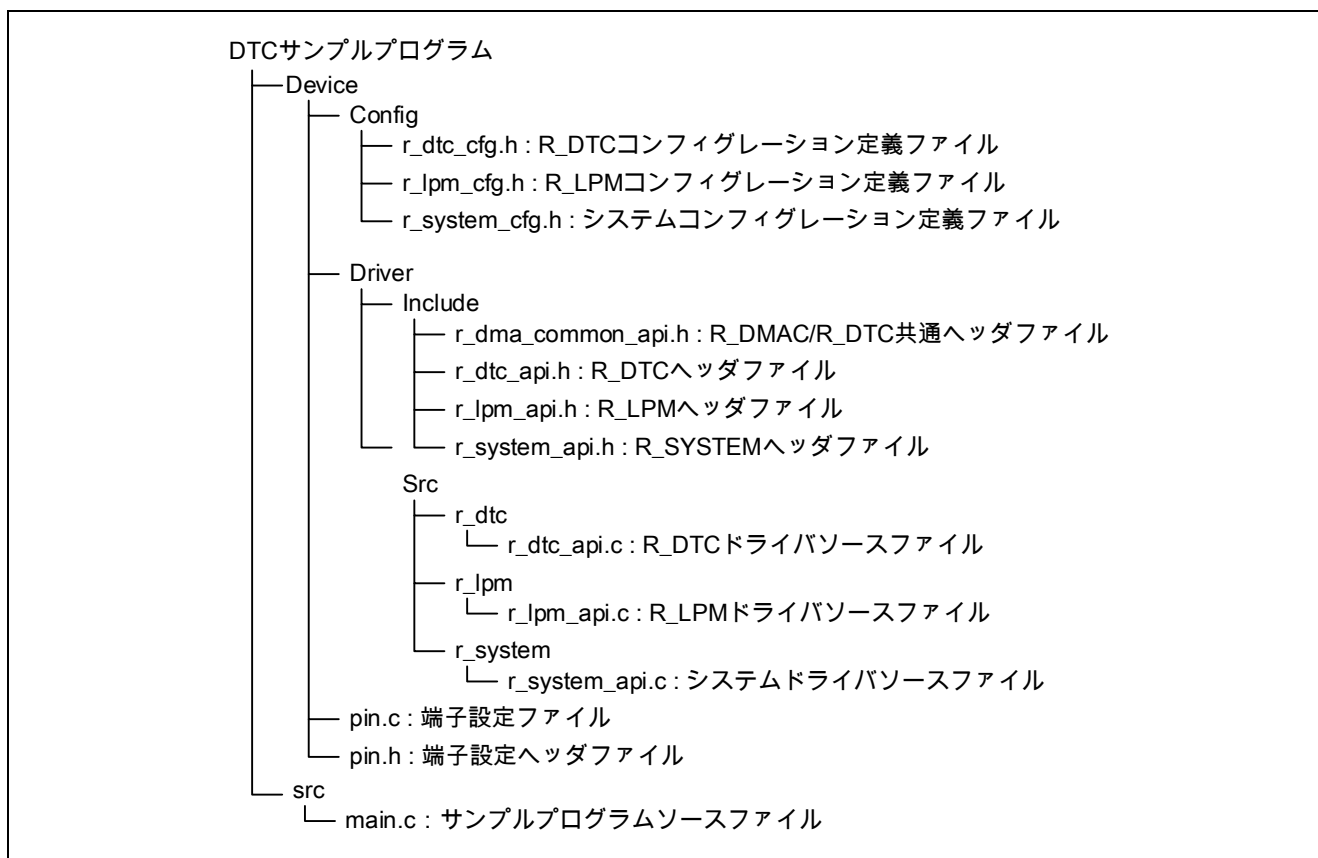 DTCサンプルプログラム
Device
Config
r_dtc_cfg.h : R_DTCコンフィグレーション定義ファイル
r_lpm_cfg.h : R_LPMコンフィグレーション定義ファイル
r_system_cfg.h : システムコンフィグレーション定義ファイル
Driver
Include
r_dma_common_api.h : R_DMAC/R_DTC共通ヘッダファイル
r_dtc_api.h : R_DTCヘッダファイル
r_lpm_api.h : R_LPMヘッダファイル
r_system_api.h : R_SYSTEMヘッダファイル
Src
r_dtc
r_dtc_api.c : R_DTCドライバソースファイル
r_lpm
r_lpm_api.c : R_LPMドライバソースファイル
r_system
r_system_api.c : システムドライバソースファイル
pin.c : 端子設定ファイル
pin.h : 端子設定ヘッダファイル
src
main.c : サンプルプログラムソースファイル